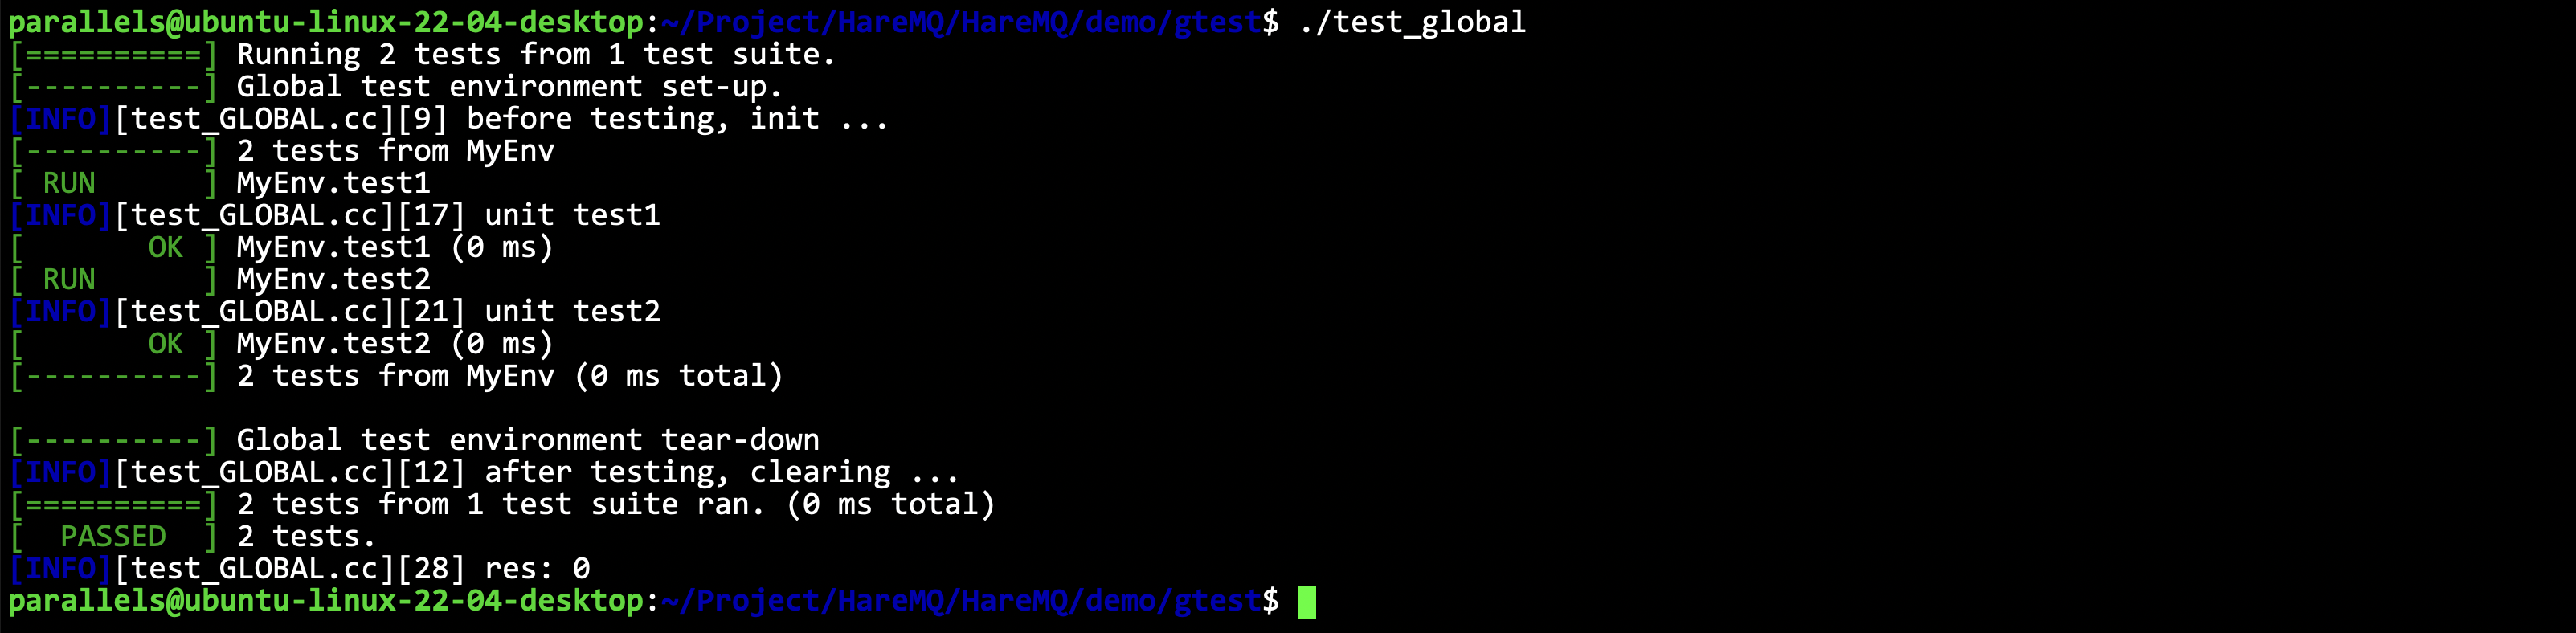 parallels@ubuntu-linux-22-04-desktop:~/Project/HareMQ/HareMQ/demo/gtest$ ./test_global
[==========] Running 2 tests from 1 test suite.
[----------] Global test environment set-up.
[INFO][test_GLOBAL.cc][9] before testing, init ...
[----------] 2 tests from MyEnv
[ RUN      ] MyEnv.test1
[INFO][test_GLOBAL.cc][17] unit test1
[       OK ] MyEnv.test1 (0 ms)
[ RUN      ] MyEnv.test2
[INFO][test_GLOBAL.cc][21] unit test2
[       OK ] MyEnv.test2 (0 ms)
[----------] 2 tests from MyEnv (0 ms total)

[----------] Global test environment tear-down
[INFO][test_GLOBAL.cc][12] after testing, clearing ...
[==========] 2 tests from 1 test suite ran. (0 ms total)
[  PASSED  ] 2 tests.
[INFO][test_GLOBAL.cc][28] res: 0
parallels@ubuntu-linux-22-04-desktop:~/Project/HareMQ/HareMQ/demo/gtest$